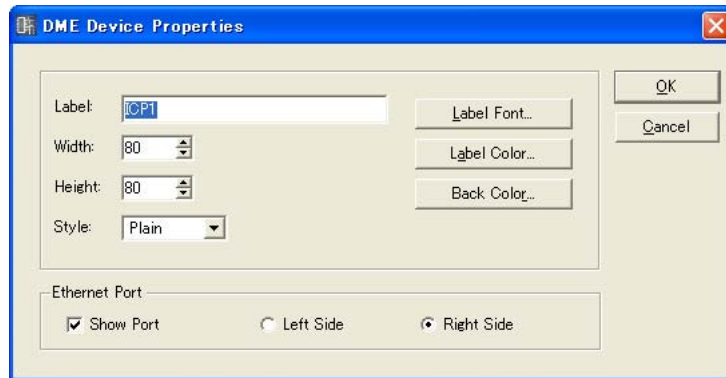 DME Device Properties
Label: ICP1
Label Font...
OK
Width: 80
Label Color...
Cancel
Height: 80
Back Color...
Style: Plain
Ethernet Port
Show Port Left Side Right Side